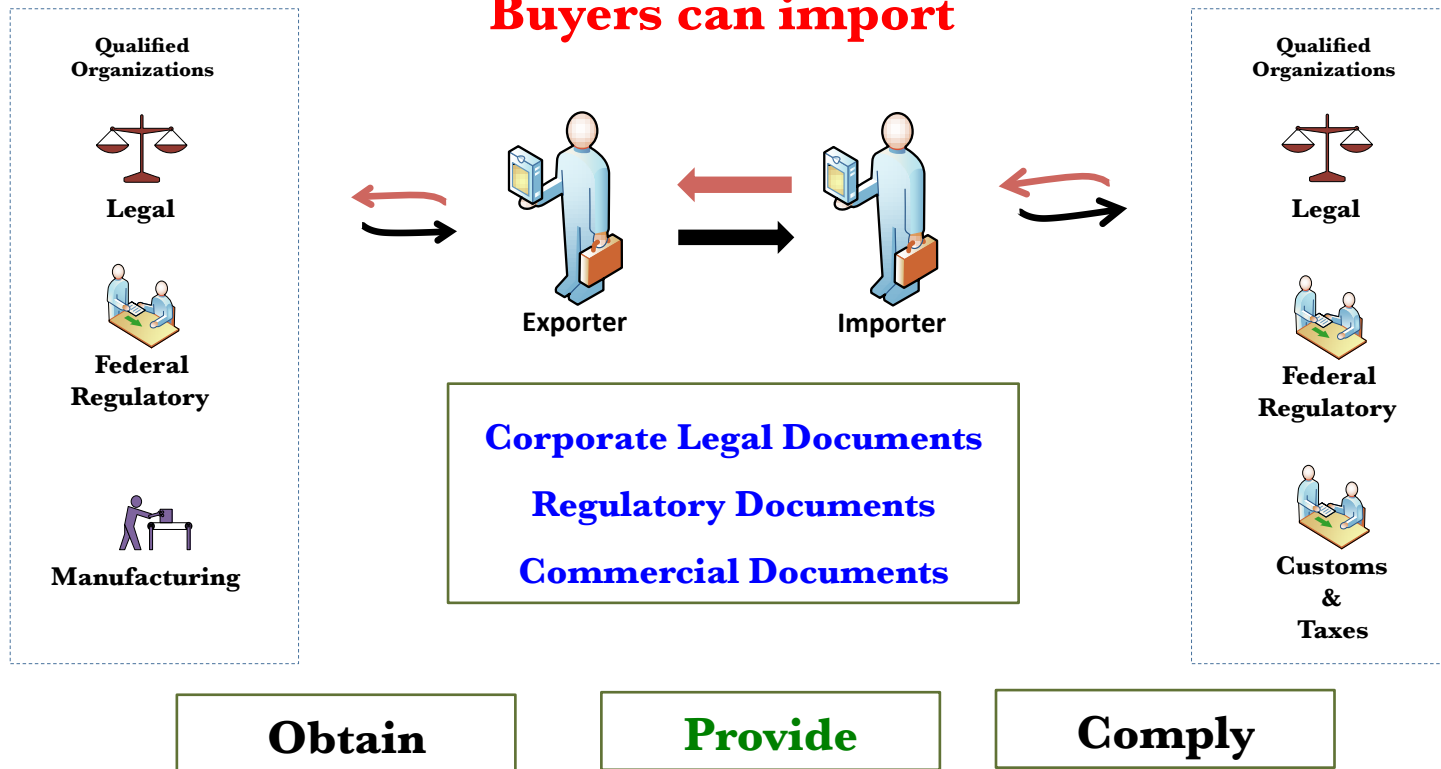 Buyers can import
Qualified
Organizations
Legal
Federal
Regulatory
Manufacturing
Exporter
Importer
Corporate Legal Documents
Regulatory Documents
Commercial Documents
Qualified
Organizations
Legal
Federal
Regulatory
Customs
&
Taxes
Obtain
Provide
Comply